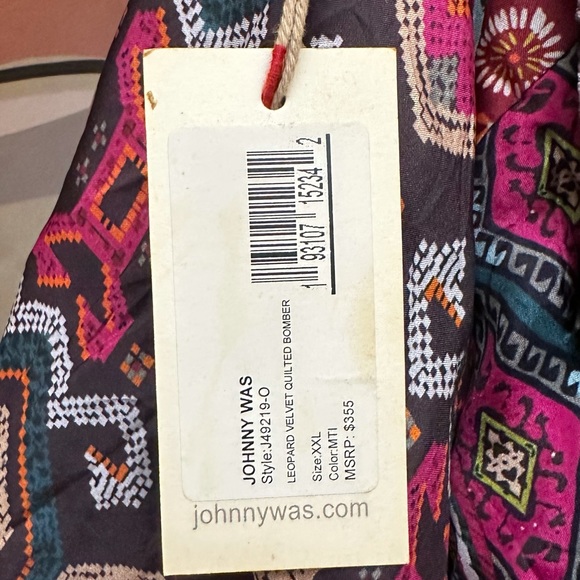 1 93107 15234 2
JOHNNY WAS
Style:J49219-O
LEOPARD VELVET QUILTED BOMBER
Size:XXL
Color:MTI
MSRP: $355
johnnywas.com